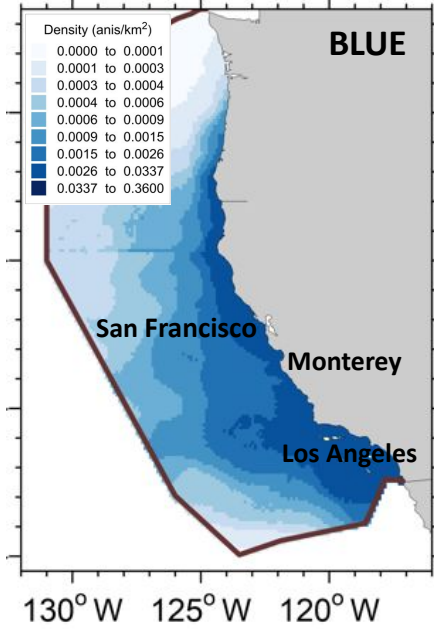 Density (anis/km²)
0.0000 to 0.0001
0.0001 to 0.0003
0.0003 to 0.0004
0.0004 to 0.0006
0.0006 to 0.0009
0.0009 to 0.0015
0.0015 to 0.0026
0.0026 to 0.0337
0.0337 to 0.3600
BLUE
San Francisco
Monterey
Los Angeles
130° W 125° W 120° W